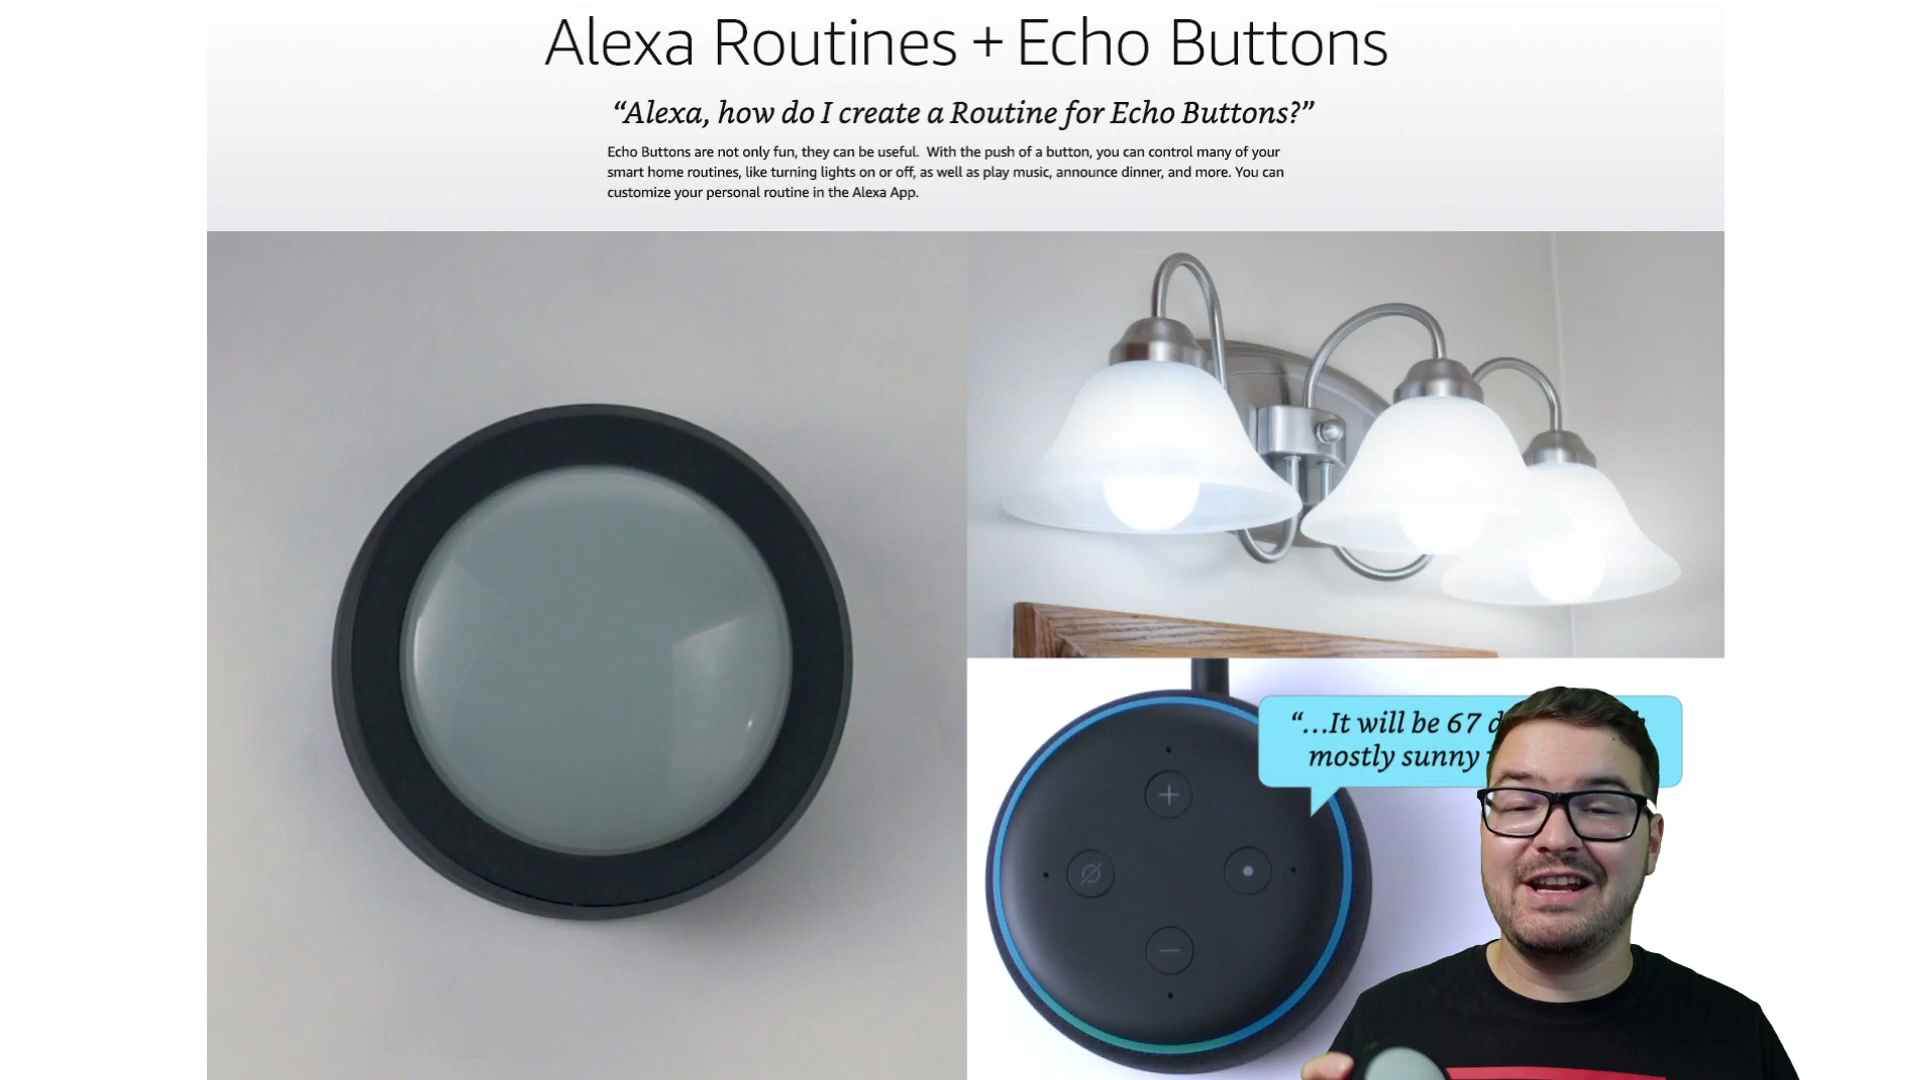 Alexa Routines + Echo Buttons
“Alexa, how do I create a Routine for Echo Buttons?”
Echo Buttons are not only fun, they can be useful. With the push of a button, you can control many of your
smart home routines, like turning lights on or off, as well as play music, announce dinner, and more. You can
customize your personal routine in the Alexa App.
“...It will be 67
mostly sunny